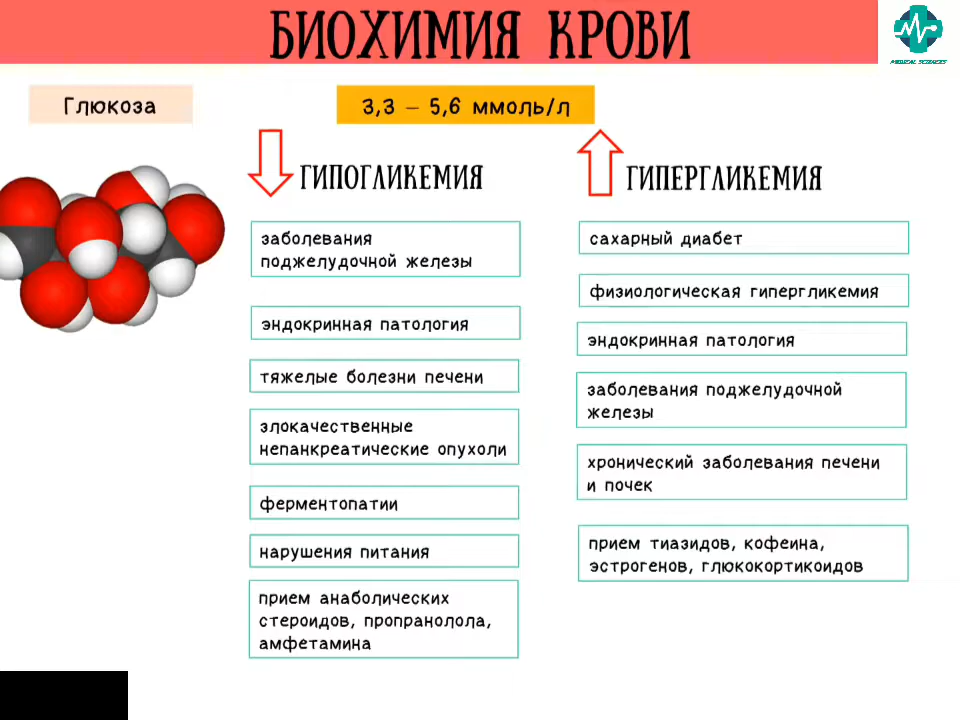 БИОХИМИЯ КРОВИ
MEDICAL SCIENCES
Глюкоза
3,3 – 5,6 ммоль/л
ГИПОГЛИКЕМИЯ
заболевания
поджелудочной железы
эндокринная патология
тяжелые болезни печени
злокачественные
непанкреатические опухоли
ферментопатии
нарушения питания
прием анаболических
стероидов, пропранолола,
амфетамина
ГИПЕРГЛИКЕМИЯ
сахарный диабет
физиологическая гипергликемия
эндокринная патология
заболевания поджелудочной
железы
хронический заболевания печени
и почек
прием тиазидов, кофеина,
эстрогенов, глюкокортикоидов